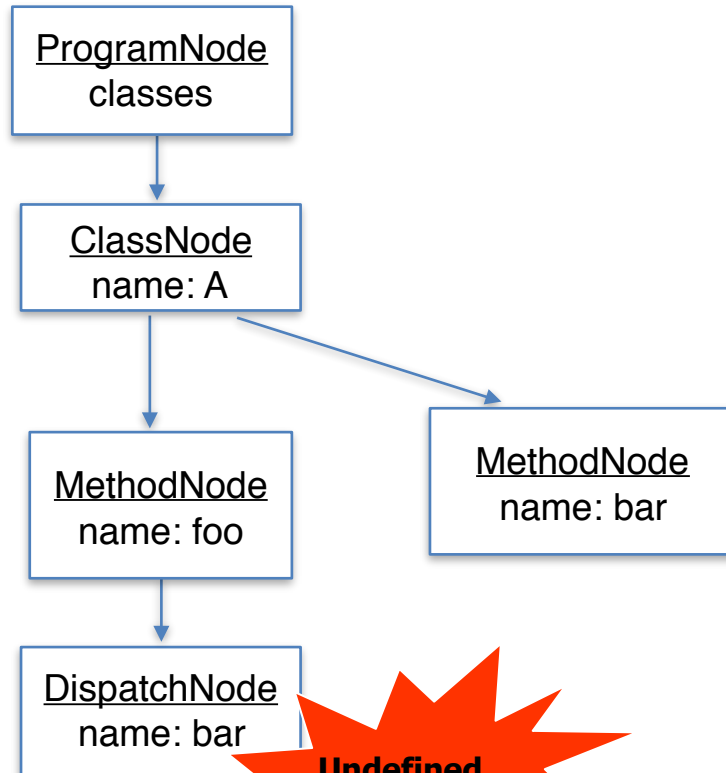 ProgramNode
classes
ClassNode
name: A
MethodNode
name: foo
MethodNode
name: bar
DispatchNode
name: bar
Undefined